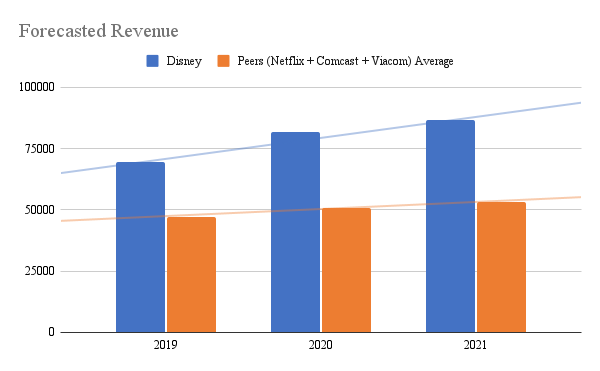 Forecasted Revenue
Disney
Peers (Netflix + Comcast + Viacom) Average
100000
75000
50000
25000
0
2019
2020
2021